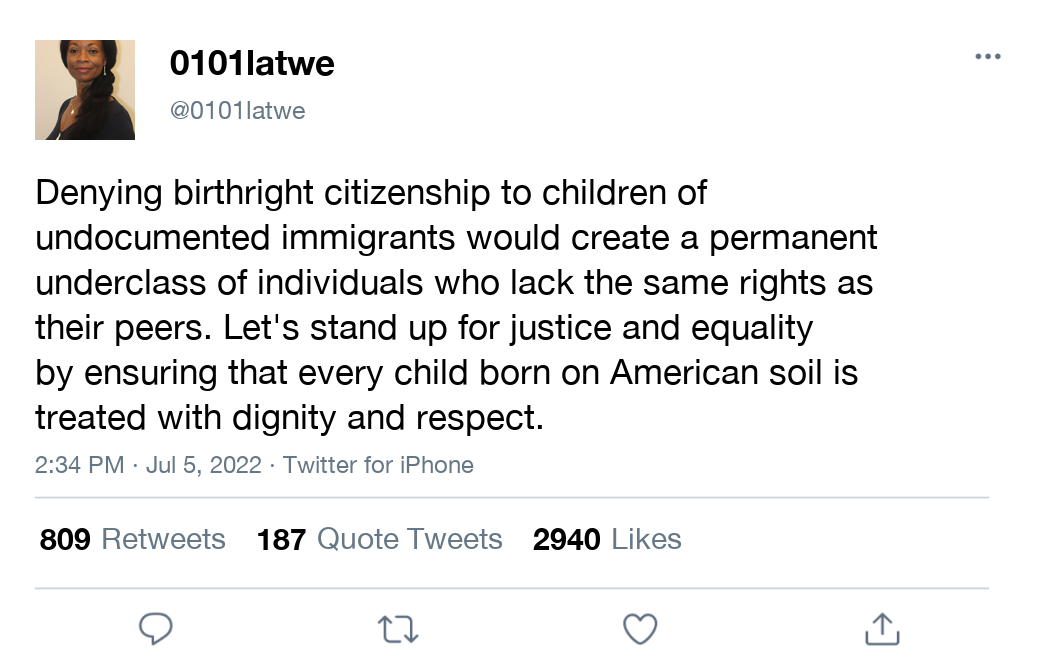 0101latwe
@0101latwe
Denying birthright citizenship to children of
undocumented immigrants would create a permanent
underclass of individuals who lack the same rights as
their peers. Let's stand up for justice and equality
by ensuring that every child born on American soil is
treated with dignity and respect.
2:34 PM · Jul 5, 2022 · Twitter for iPhone
809 Retweets 187 Quote Tweets 2940 Likes